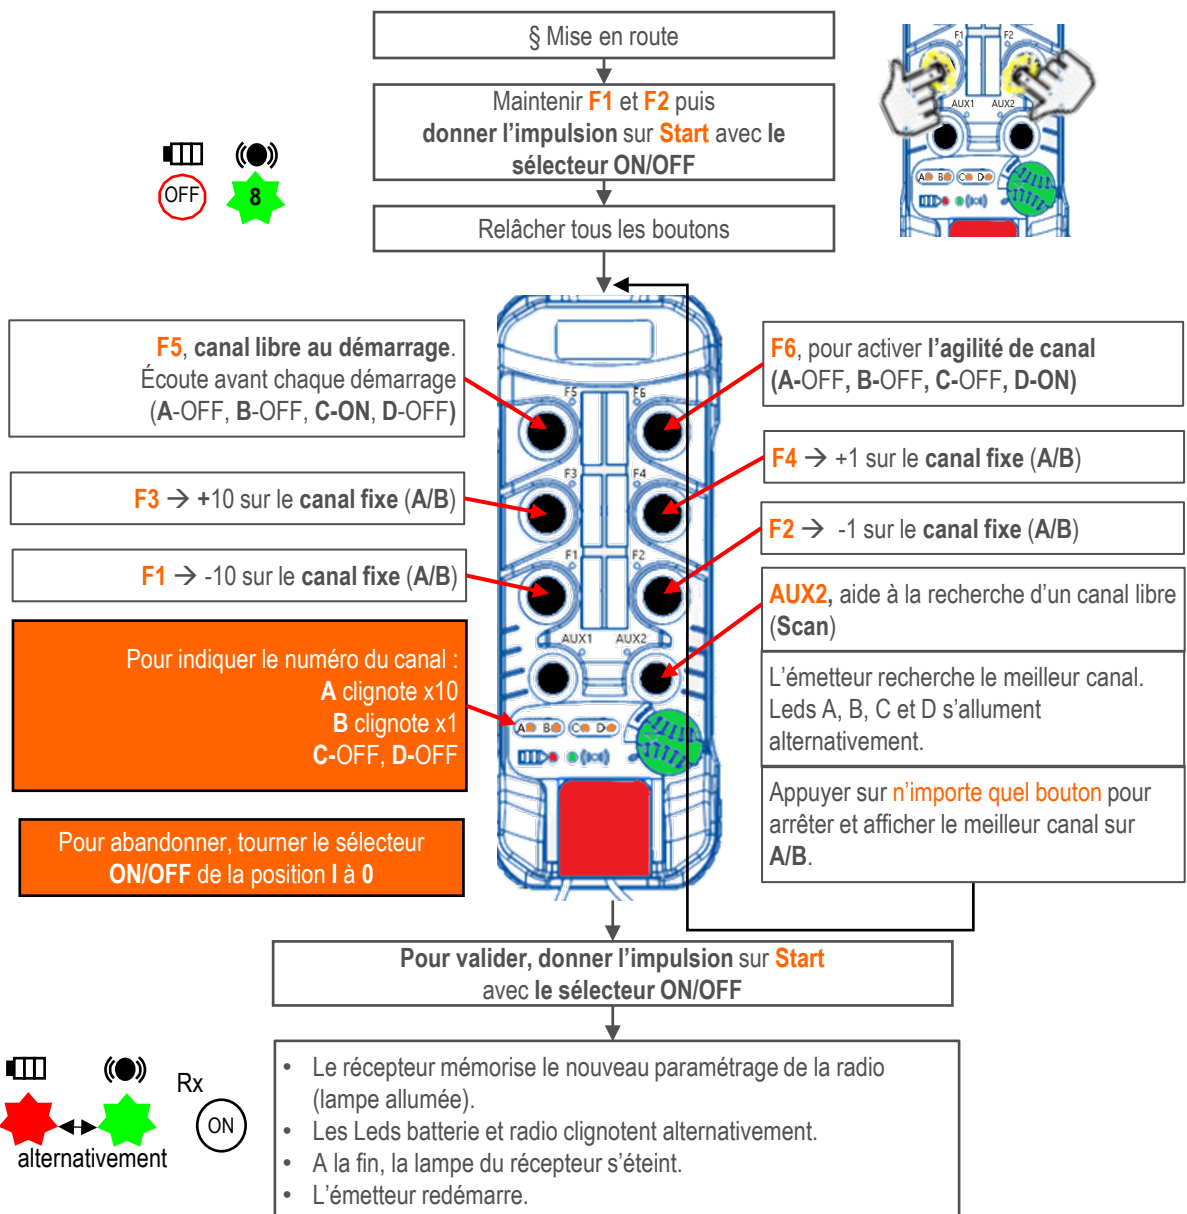 § Mise en route
Maintenir F1 et F2 puis
donner l'impulsion sur Start avec le
sélecteur ON/OFF
F1
F2
AUX1
AUX2
A
B
C
D
OFF
8
Relâcher tous les boutons
F5, canal libre au démarrage.
Écoute avant chaque démarrage
(A-OFF, B-OFF, C-ON, D-OFF)
F6, pour activer l'agilité de canal
(A-OFF, B-OFF, C-OFF, D-ON)
F5
F6
F4 → +1 sur le canal fixe (A/B)
F3 → +10 sur le canal fixe (A/B)
F3
F4
F2 → -1 sur le canal fixe (A/B)
F1 → -10 sur le canal fixe (A/B)
F1
F2
AUX2, aide à la recherche d'un canal libre
(Scan)
AUX1
AUX2
Pour indiquer le numéro du canal :
A clignote x10
B clignote x1
C-OFF, D-OFF
L'émetteur recherche le meilleur canal.
Leds A, B, C et D s'allument
alternativement.
A
B
C
D
Appuyer sur n'importe quel bouton pour
arrêter et afficher le meilleur canal sur
A/B.
Pour abandonner, tourner le sélecteur
ON/OFF de la position I à 0
Pour valider, donner l'impulsion sur Start
avec le sélecteur ON/OFF
Rx
ON
alternativement
• Le récepteur mémorise le nouveau paramétrage de la radio
(lampe allumée).
• Les Leds batterie et radio clignotent alternativement.
• A la fin, la lampe du récepteur s'éteint.
• L'émetteur redémarre.